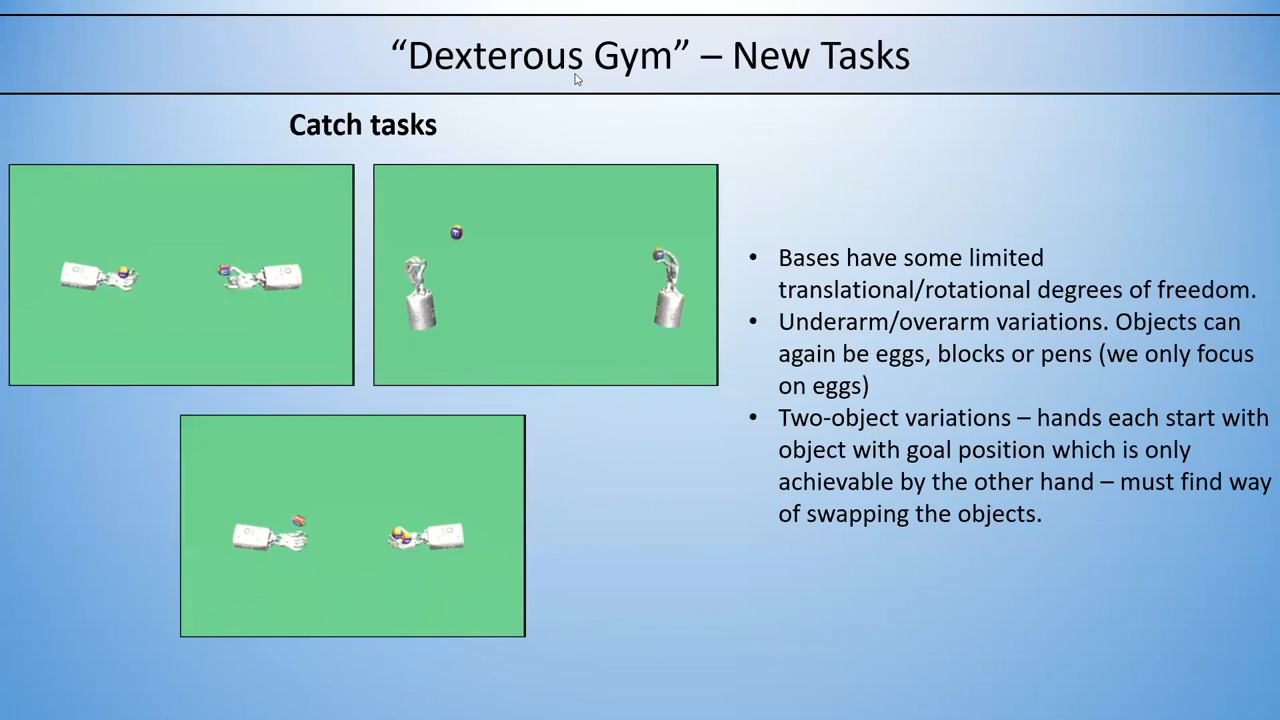 “Dexterous Gym” – New Tasks
Catch tasks
• Bases have some limited
translational/rotational degrees of freedom.
• Underarm/overarm variations. Objects can
again be eggs, blocks or pens (we only focus
on eggs)
• Two-object variations – hands each start with
object with goal position which is only
achievable by the other hand – must find way
of swapping the objects.